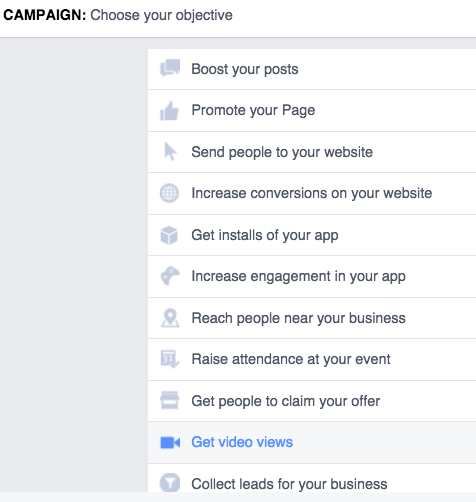 CAMPAIGN: Choose your objective
Boost your posts
Promote your Page
Send people to your website
Increase conversions on your website
Get installs of your app
Increase engagement in your app
Reach people near your business
31
Raise attendance at your event
Get people to claim your offer
Get video views
Collect leads for your business